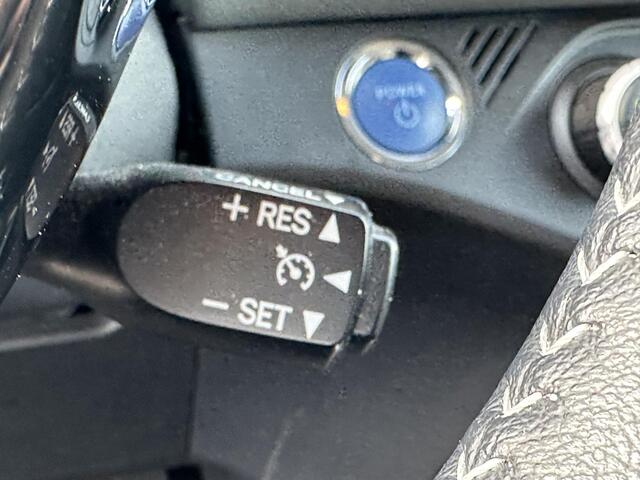 POWER
CANCEL
+ RES
- SET